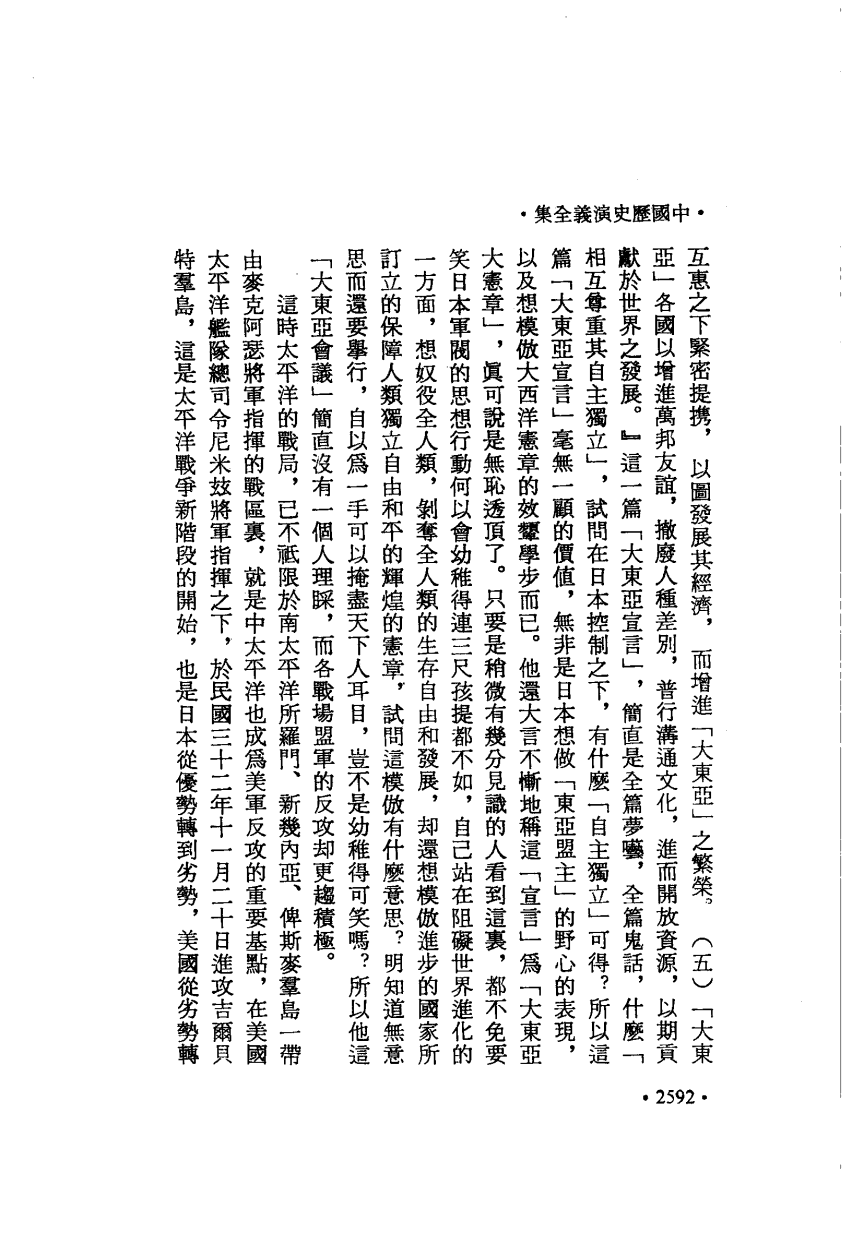 •中國歷史演義全集•
互惠之下緊密提携，以圖發展其經濟，而增進「大東亞」之繁榮。（五）「大東
亞」各國以增進萬邦友誼，撤廢人種差別，普行溝通文化，進而開放資源，以期貢
獻於世界之發展。』這一篇「大東亞宣言」，簡直是全篇夢囈，全篇鬼話，什麼「
相互尊重其自主獨立」，試問在日本控制之下，有什麼「自主獨立」可得？所以這
篇「大東亞宣言」毫無一顧的價值，無非是日本想做「東亞盟主」的野心的表現，
以及想模倣大西洋憲章的效顰學步而已。他還大言不慚地稱這「宣言」爲「大東亞
大憲章」，眞可說是無恥透頂了。只要是稍微有幾分見識的人看到這裏，都不免要
笑日本軍閥的思想行動何以會幼稚得連三尺孩提都不如，自己站在阻礙世界進化的
一方面，想奴役全人類，剝奪全人類的生存自由和發展，却還想模倣進步的國家所
訂立的保障人類獨立自由和平的輝煌的憲章，試問這模倣有什麼意思？明知道無意
思而還要舉行，自以爲一手可以掩盡天下人耳目，豈不是幼稚得可笑嗎？所以他這
「大東亞會議」簡直沒有一個人理睬，而各戰場盟軍的反攻却更趨積極。
這時太平洋的戰局，已不祇限於南太平洋所羅門、新幾內亞、俾斯麥羣島一帶
由麥克阿瑟將軍指揮的戰區裏，就是中太平洋也成爲美軍反攻的重要基點，在美國
太平洋艦隊總司令尼米玆將軍指揮之下，於民國三十二年十一月二十日進攻吉爾貝
特羣島，這是太平洋戰爭新階段的開始，也是日本從優勢轉到劣勢，美國從劣勢轉
•2592•